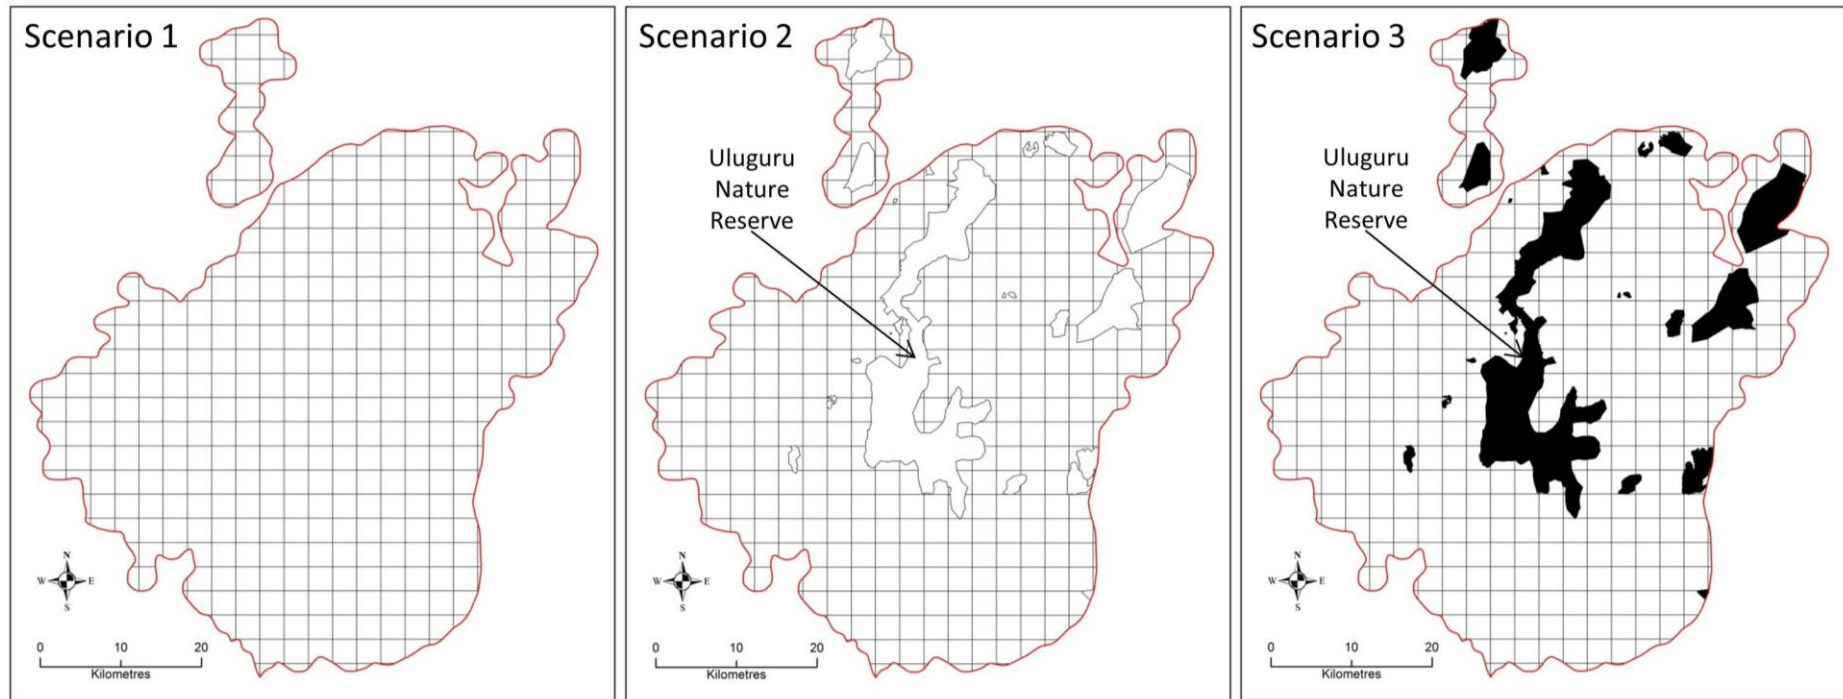 Scenario 1
N
W E
S
0 10 20
Kilometres
Scenario 2
Uluguru
Nature
Reserve
N
W E
S
0 10 20
Kilometres
Scenario 3
Uluguru
Nature
Reserve
N
W E
S
0 10 20
Kilometres